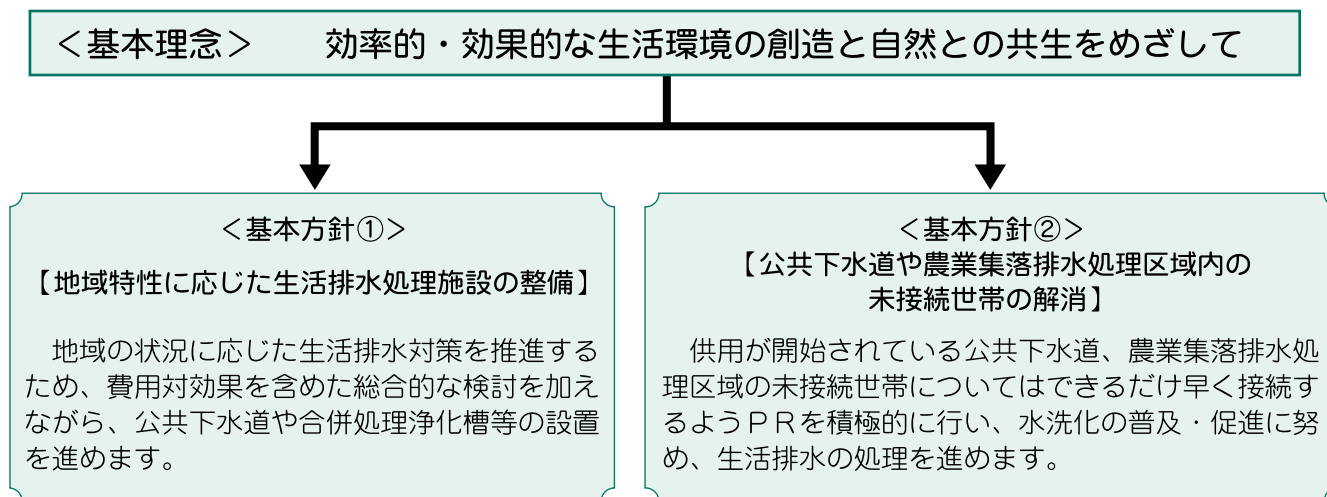 ＜基本理念＞　　効率的・効果的な生活環境の創造と自然との共生をめざして
＜基本方針①＞
【地域特性に応じた生活排水処理施設の整備】
　地域の状況に応じた生活排水対策を推進する
ため、費用対効果を含めた総合的な検討を加え
ながら、公共下水道や合併処理浄化槽等の設置
を進めます。
＜基本方針②＞
【公共下水道や農業集落排水処理区域内の
未接続世帯の解消】
　供用が開始されている公共下水道、農業集落排水処
理区域の未接続世帯についてはできるだけ早く接続す
るようＰＲを積極的に行い、水洗化の普及・促進に努
め、生活排水の処理を進めます。